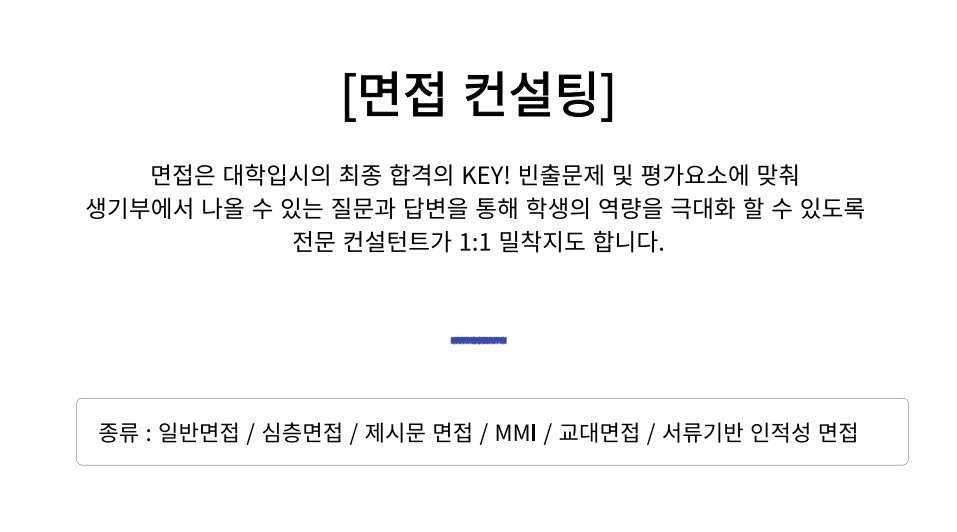 [면접 컨설팅]
면접은 대학입시의 최종 합격의 KEY! 빈출문제 및 평가요소에 맞춰
생기부에서 나올 수 있는 질문과 답변을 통해 학생의 역량을 극대화 할 수 있도록
전문 컨설턴트가 1:1 밀착지도 합니다.
종류 : 일반면접 / 심층면접 / 제시문 면접 / MMI / 교대면접 / 서류기반 인적성 면접